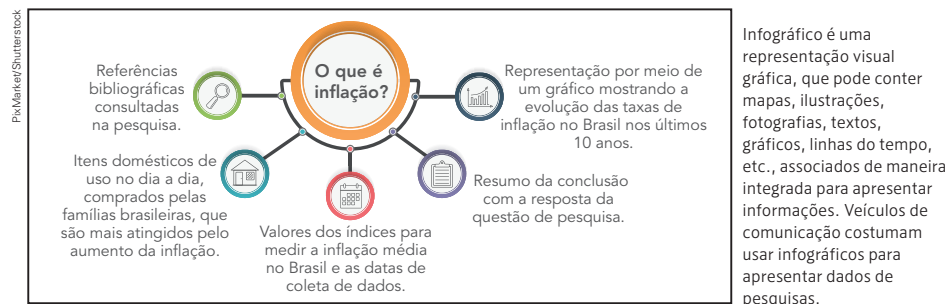 PixMarket/Shutterstock
O que é
inflação?
Referências
bibliográficas
consultadas
na pesquisa.
Itens domésticos de
uso no dia a dia,
comprados pelas
famílias brasileiras, que
são mais atingidos pelo
aumento da inflação.
Valores dos índices para
medir a inflação média
no Brasil e as datas de
coleta de dados.
Resumo da conclusão
com a resposta da
questão de pesquisa.
Representação por meio de
um gráfico mostrando a
evolução das taxas de
inflação no Brasil nos últimos
10 anos.
Infográfico é uma
representação visual
gráfica, que pode conter
mapas, ilustrações,
fotografias, textos,
gráficos, linhas do tempo,
etc., associados de maneira
integrada para apresentar
informações. Veículos de
comunicação costumam
usar infográficos para
apresentar dados de
pesquisas.